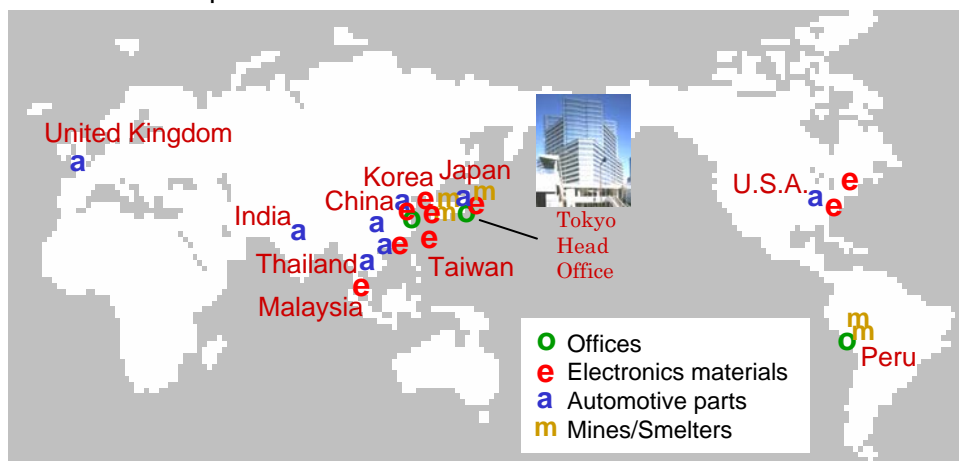 United Kingdom
a
Korea
Japan
China
a
e
m
a
m
e
e
m
o
o
e
India
a
a
a
e
e
Thailand
a
Taiwan
Malaysia
e
Tokyo
Head
Office
U.S.A.
a
e
e
m
m
o
Peru
o Offices
e Electronics materials
a Automotive parts
m Mines/Smelters